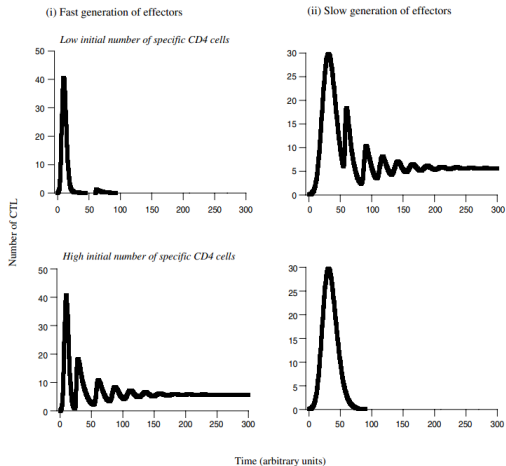 (i) Fast generation of effectors
(ii) Slow generation of effectors
Low initial number of specific CD4 cells
50
40
30
20
10
0
0 50 100 150 200 250 300
30
25
20
15
10
5
0
0 50 100 150 200 250 300
Number of CTL
High initial number of specific CD4 cells
50
40
30
20
10
0
0 50 100 150 200 250 300
30
25
20
15
10
5
0
0 50 100 150 200 250 300
Time (arbitrary units)